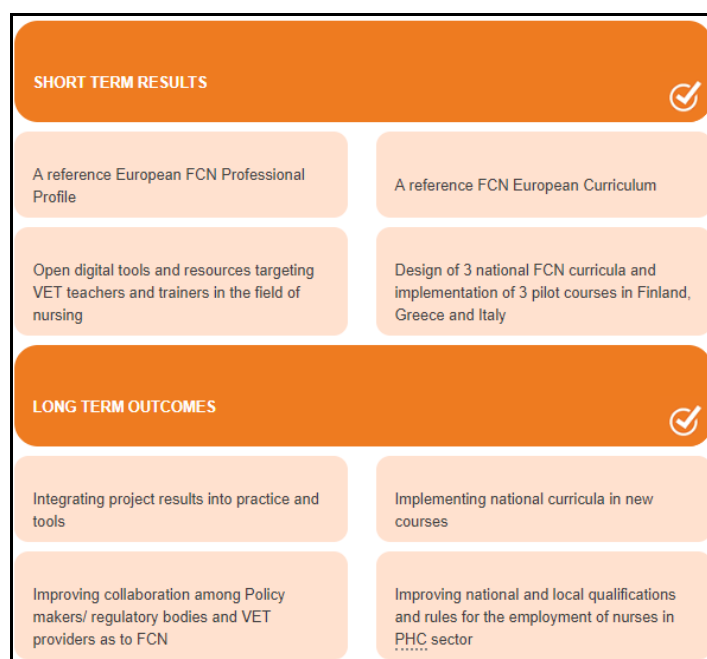 SHORT TERM RESULTS
A reference European FCN Professional
Profile
A reference FCN European Curriculum
Open digital tools and resources targeting
VET teachers and trainers in the field of
nursing
Design of 3 national FCN curricula and
implementation of 3 pilot courses in Finland,
Greece and Italy
LONG TERM OUTCOMES
Integrating project results into practice and
tools
Implementing national curricula in new
courses
Improving collaboration among Policy
makers/ regulatory bodies and VET
providers as to FCN
Improving national and local qualifications
and rules for the employment of nurses in
PHC sector